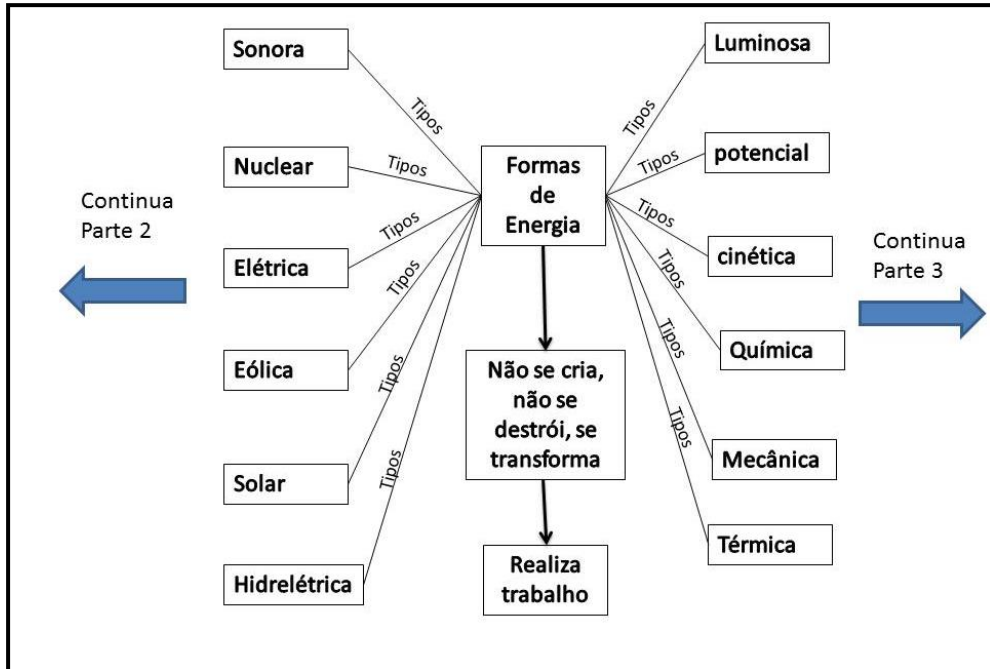 Sonora
Nuclear
Elétrica
Eólica
Solar
Hidrelétrica
Tipos
Tipos
Tipos
Tipos
Tipos
Tipos
Continua
Parte 2
Formas
de
Energia
Não se cria,
não se
destrói, se
transforma
Realiza
trabalho
Tipos
Tipos
Tipos
Tipos
Tipos
Tipos
Luminosa
potencial
cinética
Química
Mecânica
Térmica
Continua
Parte 3